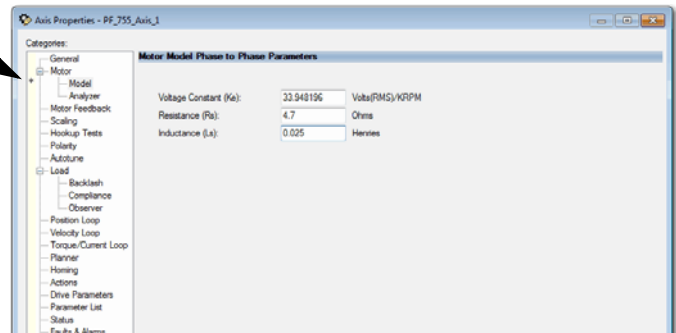 Axis Properties - PF_755_Axis_1
Categories:
General
Motor
Model
Analyzer
Motor Feedback
Scaling
Hookup Tests
Polarity
Autotune
Load
Backlash
Compliance
Observer
Position Loop
Velocity Loop
Torque/Current Loop
Planner
Homing
Actions
Drive Parameters
Parameter List
Status
Faults & Alarms
Motor Model Phase to Phase Parameters
Voltage Constant (Ke): 33.948196 Volts(RMS)/KRPM
Resistance (Rs): 4.7 Ohms
Inductance (Ls): 0.025 Henries